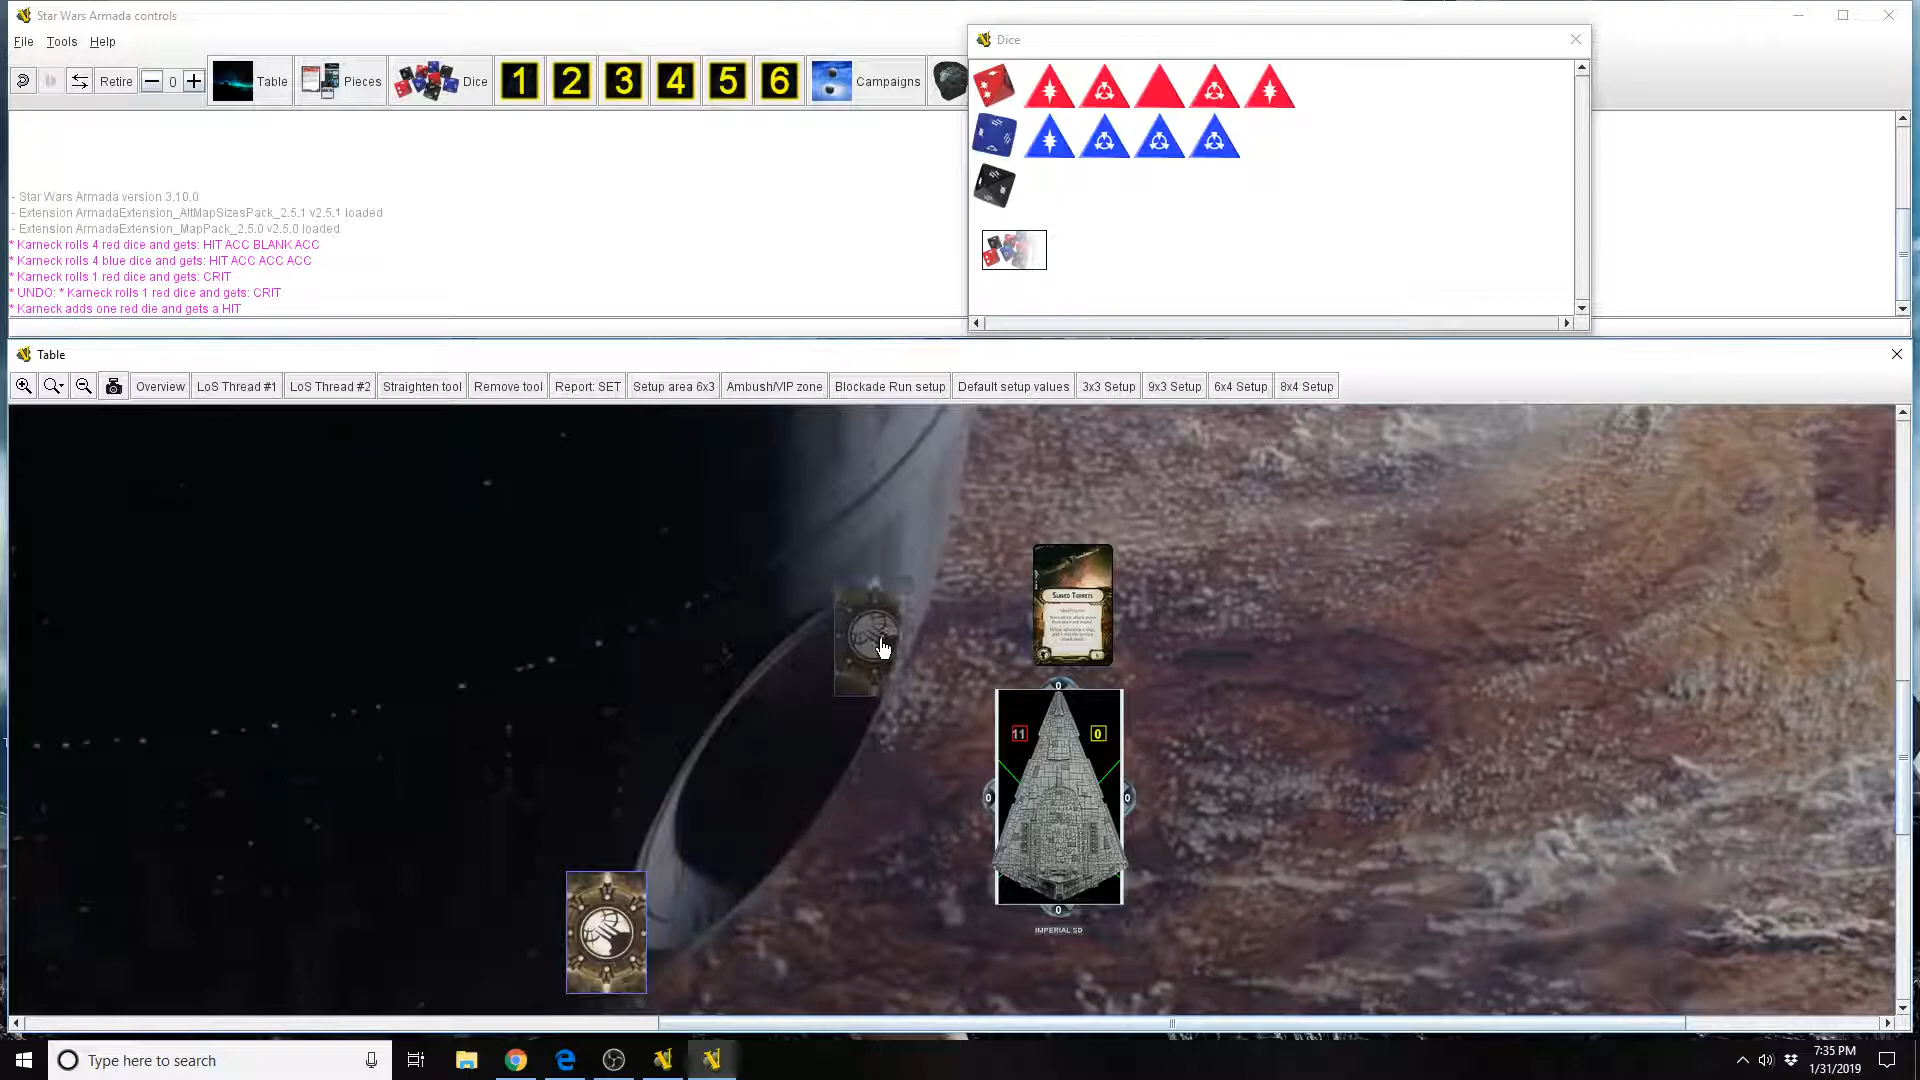 Star Wars Armada controls
File Tools Help
Retire 0 Table Pieces Dice 1 2 3 4 5 6 Campaigns
Dice
- Star Wars Armada version 3.10.0
- Extension ArmadaExtension_AltMapSizesPack_2.5.1 v2.5.1 loaded
- Extension ArmadaExtension_MapPack_2.5.0 v2.5.0 loaded
* Karneck rolls 4 red dice and gets: HIT ACC BLANK ACC
* Karneck rolls 4 blue dice and gets: HIT ACC ACC ACC
* Karneck rolls 1 red dice and gets: CRIT
* UNDO: * Karneck rolls 1 red dice and gets: CRIT
* Karneck adds one red die and gets a HIT
Table
Overview LoS Thread #1 LoS Thread #2 Straighten tool Remove tool Report: SET Setup area 6x3 Ambush/VIP zone Blockade Run setup Default setup values 3x3 Setup 9x3 Setup 6x4 Setup 8x4 Setup
Slaved Turrets
0
11 0
0 0
0
IMPERIAL SD
Type here to search
7:35 PM
1/31/2019